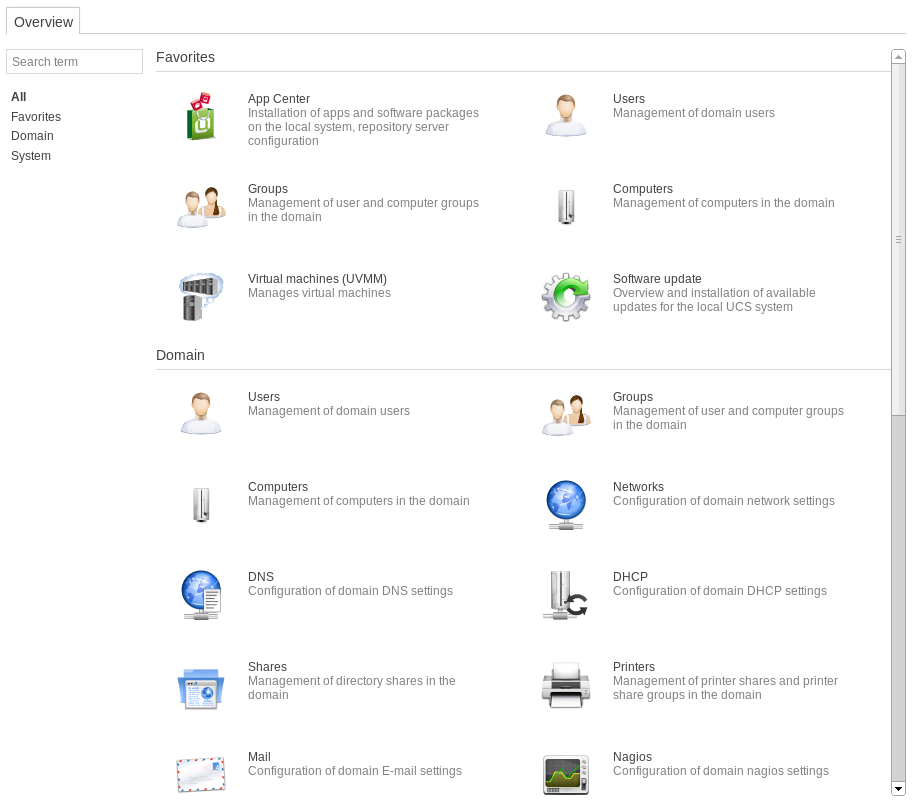 Overview
Search term
All
Favorites
Domain
System
Favorites
App Center
Installation of apps and software packages
on the local system, repository server
configuration
Users
Management of domain users
Groups
Management of user and computer groups
in the domain
Computers
Management of computers in the domain
Virtual machines (UVMM)
Manages virtual machines
Software update
Overview and installation of available
updates for the local UCS system
Domain
Users
Management of domain users
Groups
Management of user and computer groups
in the domain
Computers
Management of computers in the domain
Networks
Configuration of domain network settings
DNS
Configuration of domain DNS settings
DHCP
Configuration of domain DHCP settings
Shares
Management of directory shares in the
domain
Printers
Management of printer shares and printer
share groups in the domain
Mail
Configuration of domain E-mail settings
Nagios
Configuration of domain nagios settings